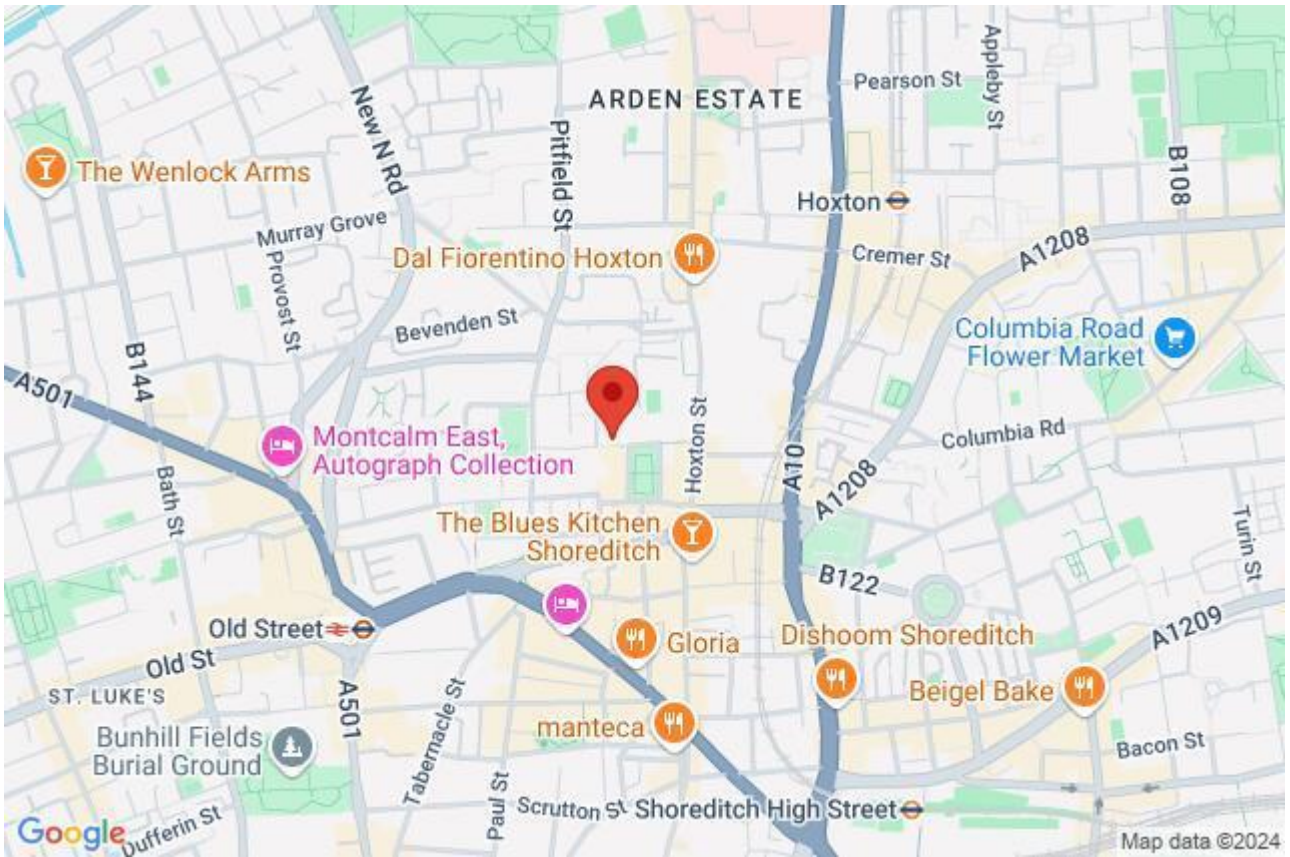 Appleby St
Pearson St
ARDEN ESTATE
New N Rd
Pitfield St
B108
The Wenlock Arms
Hoxton
Murray Grove
A1208
Dal Fiorentino Hoxton
Cremer St
Provost St
Bevenden St
Columbia Road
Flower Market
B144
A501
Hoxton St
Montcalm East,
Autograph Collection
Columbia Rd
A10
A1208
Bath St
The Blues Kitchen
Shoreditch
Turin St
B122
Old Street
Gloria
Dishoom Shoreditch
A1209
Old St
ST. LUKE'S
A501
Tabernacle St
Beigel Bake
manteca
Bunhill Fields
Burial Ground
Bacon St
Paul St
Scrutton St
Shoreditch High Street
Google
Dufferin St
Map data ©2024